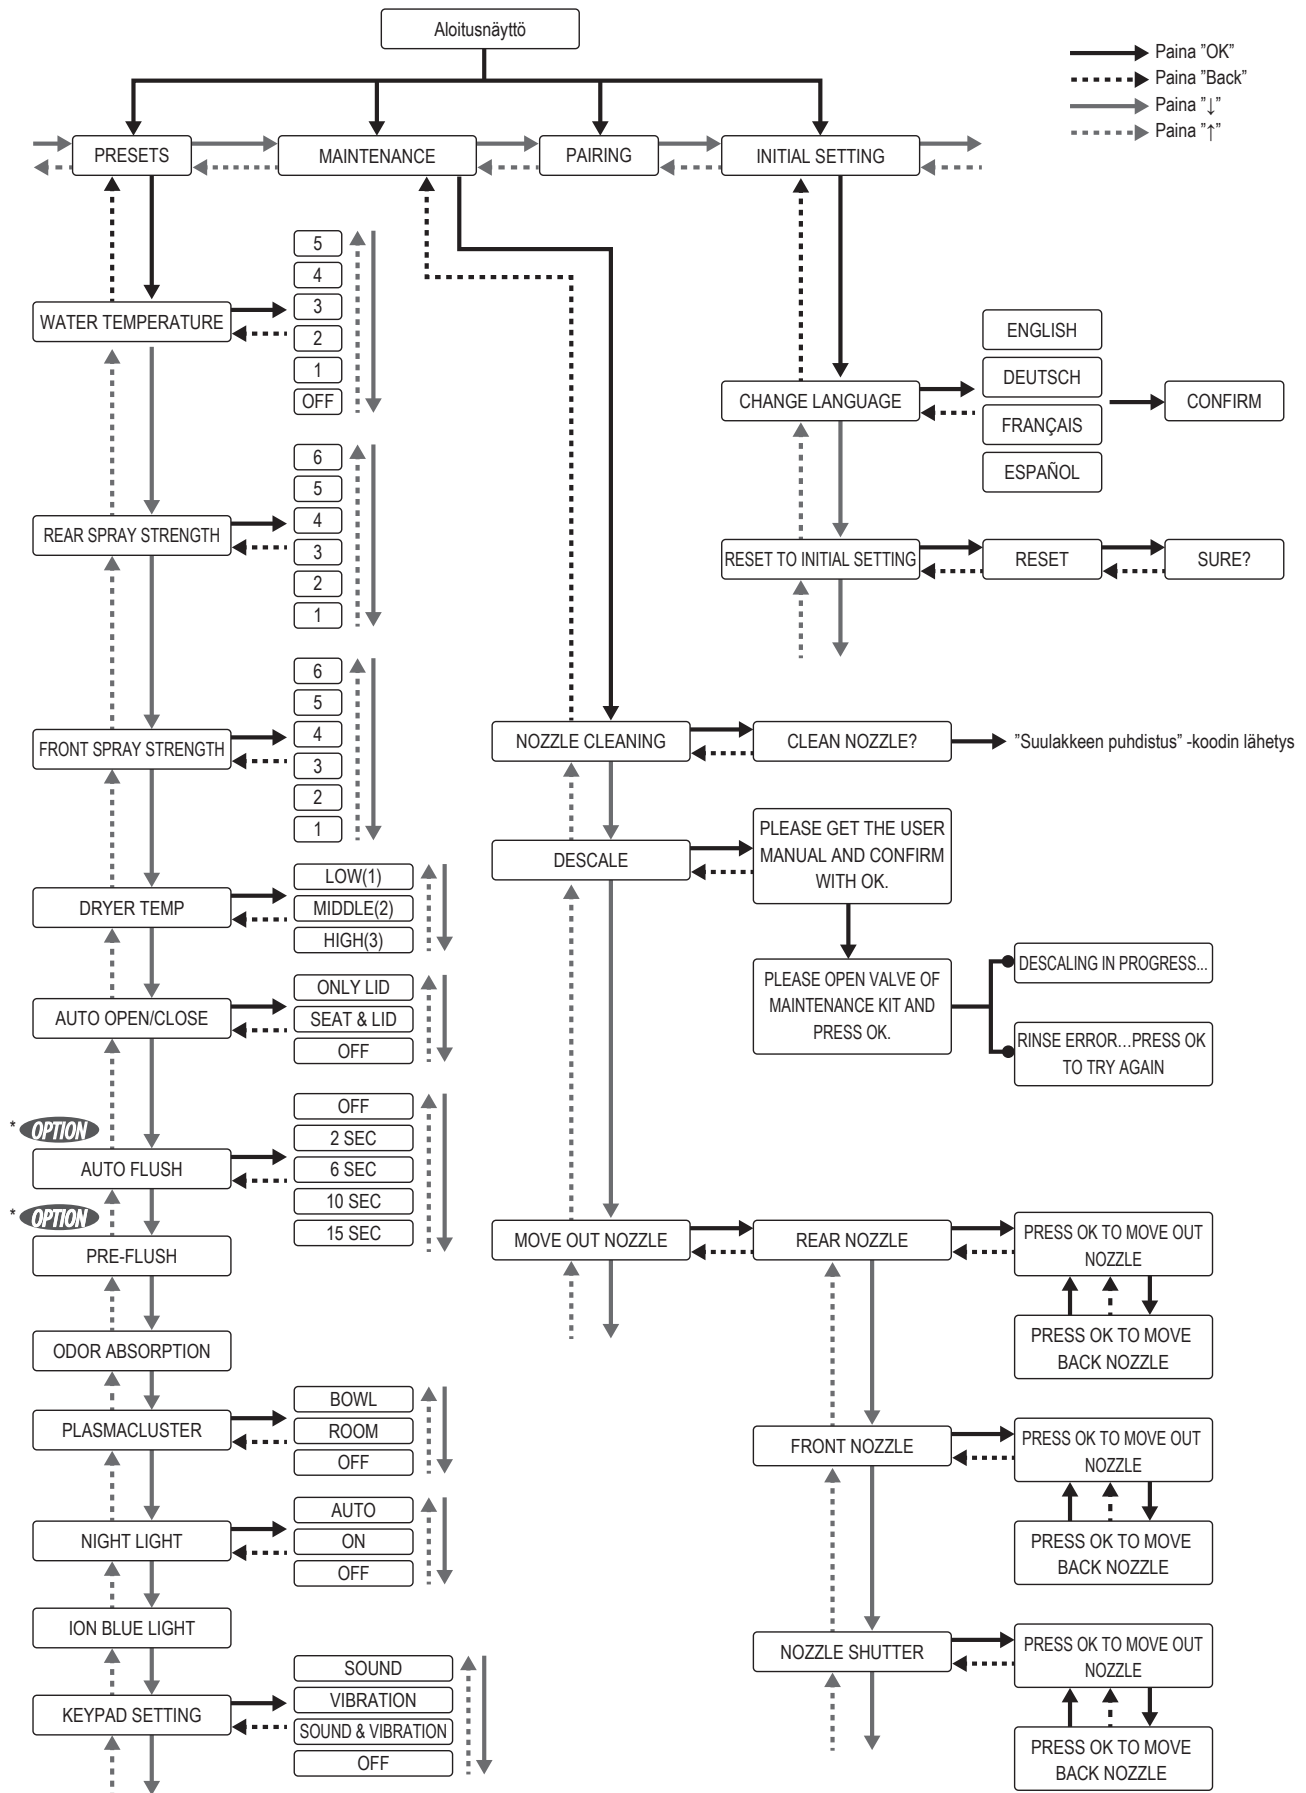 Aloitusnäyttö
Paina "OK"
Paina "Back"
Paina "↓"
Paina "↑"
PRESETS
MAINTENANCE
PAIRING
INITIAL SETTING
WATER TEMPERATURE
5
4
3
2
1
OFF
REAR SPRAY STRENGTH
6
5
4
3
2
1
FRONT SPRAY STRENGTH
6
5
4
3
2
1
DRYER TEMP
LOW(1)
MIDDLE(2)
HIGH(3)
AUTO OPEN/CLOSE
ONLY LID
SEAT & LID
OFF
* OPTION
AUTO FLUSH
OFF
2 SEC
6 SEC
10 SEC
15 SEC
* OPTION
PRE-FLUSH
ODOR ABSORPTION
PLASMACLUSTER
BOWL
ROOM
OFF
NIGHT LIGHT
AUTO
ON
OFF
ION BLUE LIGHT
KEYPAD SETTING
SOUND
VIBRATION
SOUND & VIBRATION
OFF
NOZZLE CLEANING
CLEAN NOZZLE?
"Suulakkeen puhdistus" -koodin lähetys
DESCALE
PLEASE GET THE USER
MANUAL AND CONFIRM
WITH OK.
PLEASE OPEN VALVE OF
MAINTENANCE KIT AND
PRESS OK.
DESCALING IN PROGRESS...
RINSE ERROR...PRESS OK
TO TRY AGAIN
MOVE OUT NOZZLE
REAR NOZZLE
PRESS OK TO MOVE OUT
NOZZLE
PRESS OK TO MOVE
BACK NOZZLE
FRONT NOZZLE
PRESS OK TO MOVE OUT
NOZZLE
PRESS OK TO MOVE
BACK NOZZLE
NOZZLE SHUTTER
PRESS OK TO MOVE OUT
NOZZLE
PRESS OK TO MOVE
BACK NOZZLE
CHANGE LANGUAGE
ENGLISH
DEUTSCH
FRANÇAIS
ESPAÑOL
CONFIRM
RESET TO INITIAL SETTING
RESET
SURE?